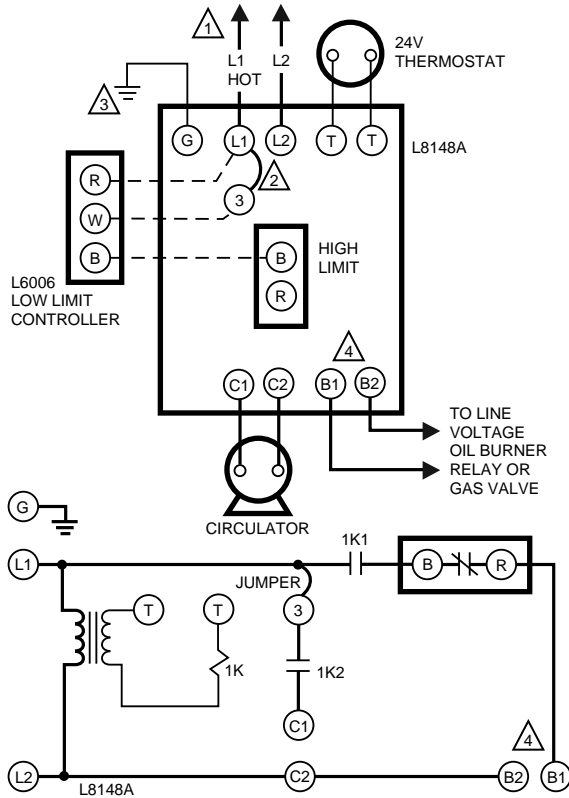 1
L1
HOT
L2
24V
THERMOSTAT
3
G
L1
L2
T
T
L8148A
2
R
W
B
3
L6006
LOW LIMIT
CONTROLLER
B
R
HIGH
LIMIT
4
C1
C2
B1
B2
TO LINE
VOLTAGE
OIL BURNER
RELAY OR
GAS VALVE
CIRCULATOR
G
L1
1K1
B
R
JUMPER
T
T
3
1K
1K2
C1
4
L2
L8148A
C2
B2
B1